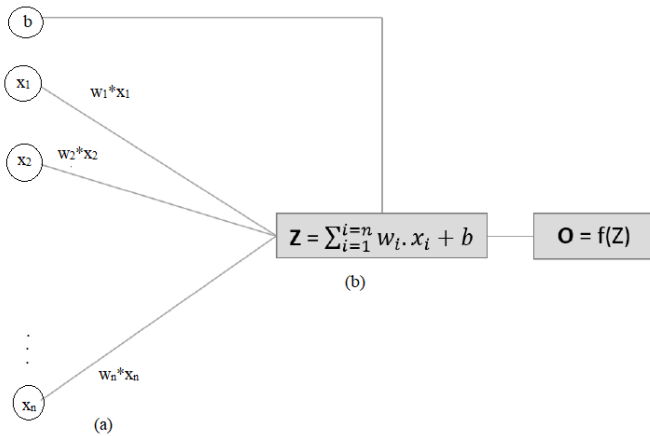 b
x₁
w₁*x₁
x₂
w₂*x₂
Z = ∑ᵢ₌₁ⁱ⁼ⁿ wᵢ. xᵢ + b
O = f(Z)
(b)
. . .
wₙ*xₙ
xₙ
(a)